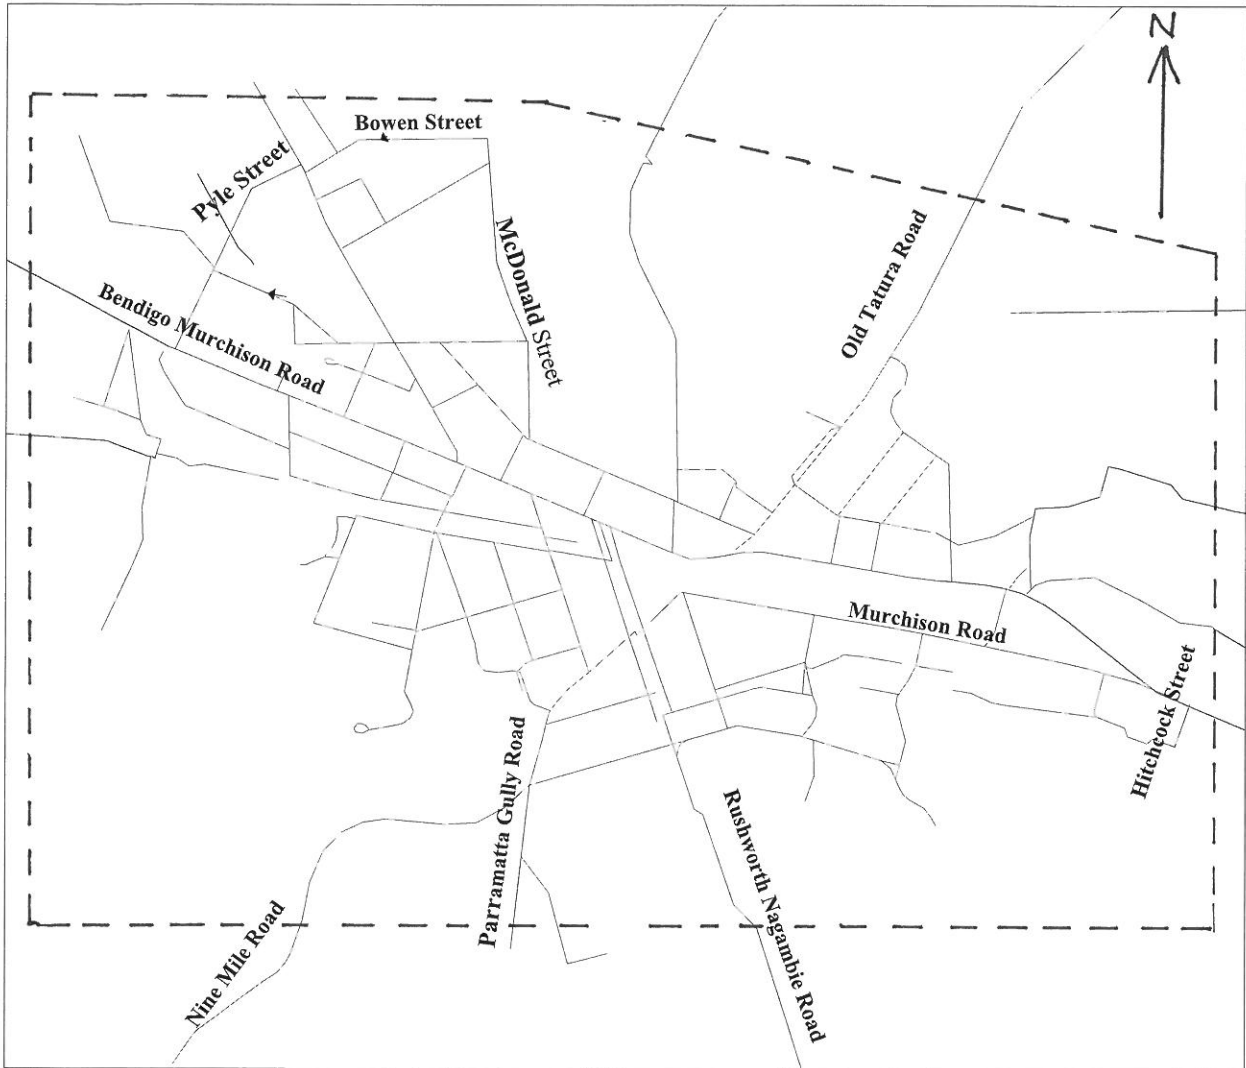 N
Bowen Street
Pyle Street
McDonald Street
Old Tatura Road
Bendigo Murchison Road
Murchison Road
Hitchcock Street
Parramatta Gully Road
Rushworth Nagambie Road
Nine Mile Road